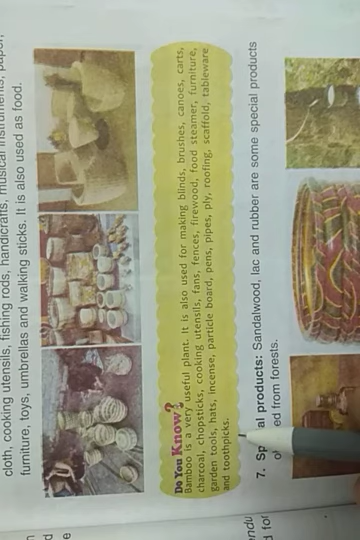 cloth, cooking utensils, fishing rods, handicrafts, musical instruments, paper,
furniture, toys, umbrellas and walking sticks. It is also used as food.
Do You Know?
Bamboo is a very useful plant. It is also used for making blinds, brushes, canoes, carts,
charcoal, chopsticks, cooking utensils, fans, fences, firewood, food steamer, furniture,
garden tools, hats, incense, particle board, pens, pipes, ply, roofing, scaffold, tableware
and toothpicks.
7. al products: Sandalwood, lac and rubber are some special products
ed from forests.